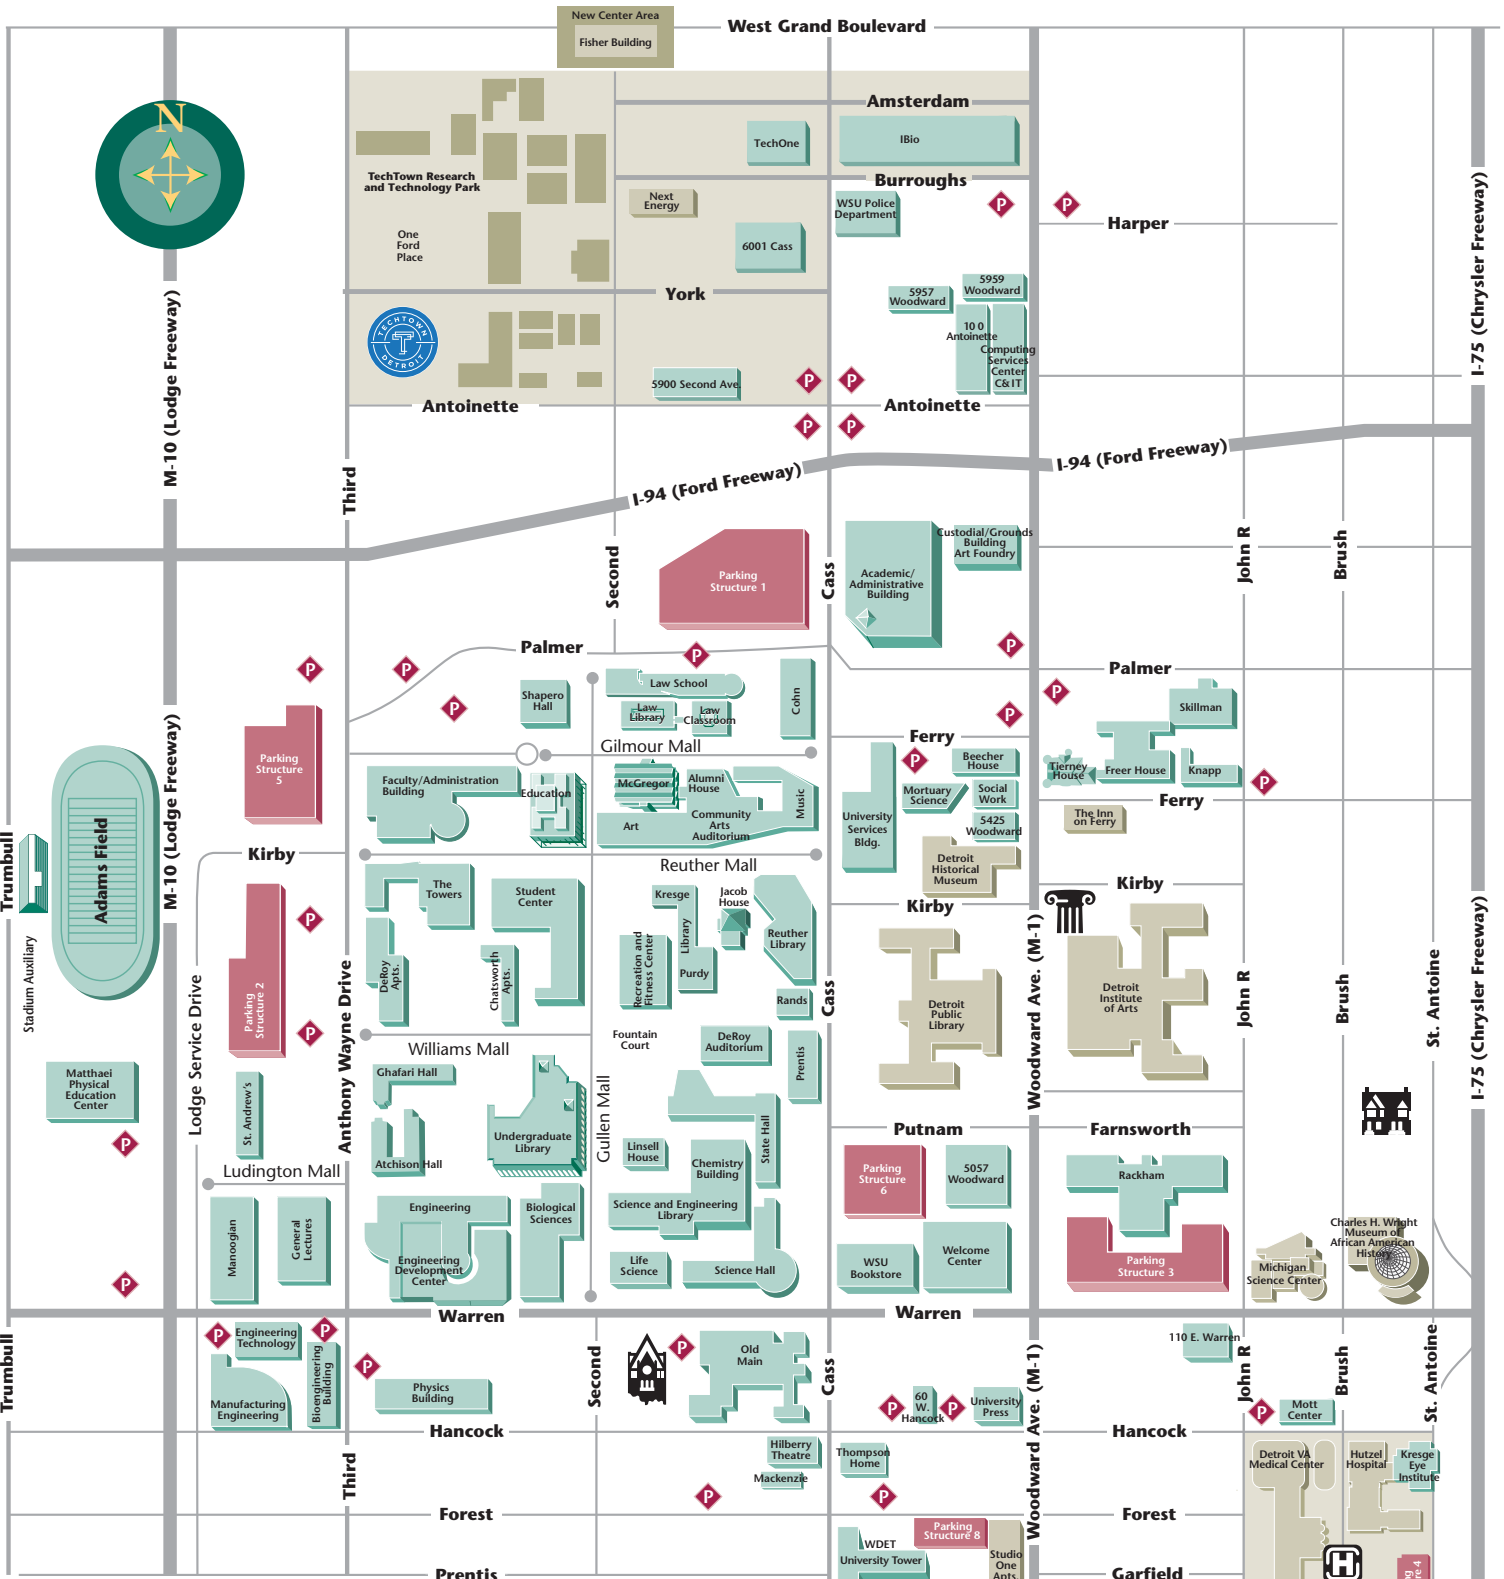 New Center Area
Fisher Building
West Grand Boulevard
N
Amsterdam
TechOne
IBio
TechTown Research
and Technology Park
Burroughs
Next
Energy
WSU Police
Department
P
P
Harper
One
Ford
Place
6001 Cass
5959
Woodward
5957
Woodward
York
TECHTOWN
T
DETROIT
10 0
Antoinette
Computing
Services
Center
C&IT
5900 Second Ave.
P
P
Antoinette
Antoinette
P
P
M-10 (Lodge Freeway)
I-75 (Chrysler Freeway)
Third
I-94 (Ford Freeway)
I-94 (Ford Freeway)
Second
Cass
John R
Brush
Parking
Structure 1
Academic/
Administrative
Building
Custodial/Grounds
Building
Art Foundry
Palmer
P
P
P
P
Palmer
P
P
P
Shapero
Hall
Law School
Law
Library
Law
Classroom
Cohn
Skillman
Gilmour Mall
Ferry
Parking
Structure
5
Faculty/Administration
Building
Education
McGregor
Alumni
House
Music
Art
Community
Arts
Auditorium
P
Beecher
House
Mortuary
Science
Social
Work
5425
Woodward
University
Services
Bldg.
Tierney
House
Freer House
Knapp
P
Ferry
The Inn
on Ferry
Trumbull
Adams Field
M-10 (Lodge Freeway)
Kirby
Reuther Mall
Detroit
Historical
Museum
Kirby
Kirby
The
Towers
Student
Center
Kresge
Library
Purdy
Jacob
House
Reuther
Library
P
Stadium Auxiliary
Parking
Structure 2
P
DeRoy
Apts.
Chatsworth
Apts.
Recreation and
Fitness Center
Rands
Cass
Detroit
Public
Library
Woodward Ave. (M-1)
Detroit
Institute
of Arts
John R
Brush
St. Antoine
I-75 (Chrysler Freeway)
Lodge Service Drive
Anthony Wayne Drive
Williams Mall
Fountain
Court
DeRoy
Auditorium
Prentis
Matthaei
Physical
Education
Center
P
St. Andrew's
Ghafari Hall
Atchison Hall
Undergraduate
Library
Gullen Mall
State Hall
Linsell
House
Chemistry
Building
Putnam
Farnsworth
Ludington Mall
Parking
Structure
6
5057
Woodward
Rackham
Manoogian
General
Lectures
Engineering
Engineering
Development
Center
Biological
Sciences
Science and Engineering
Library
Life
Science
Science Hall
WSU
Bookstore
Welcome
Center
Parking
Structure 3
Charles H. Wright
Museum of
African American
History
Michigan
Science Center
P
Warren
Warren
Trumbull
P
Engineering
Technology
P
Bioengineering
Building
Manufacturing
Engineering
P
Physics
Building
Second
P
Old
Main
Cass
P
60
W.
Hancock
P
University
Press
Woodward Ave. (M-1)
110 E. Warren
John R
Brush
St. Antoine
P
Mott
Center
Hancock
Hancock
Third
Hilberry
Theatre
Mackenzie
Thompson
Home
P
P
Detroit VA
Medical Center
Hutzel
Hospital
Kresge
Eye
Institute
Forest
Forest
WDET
University Tower
Parking
Structure 8
Studio
One
Apts
H
Prentis
Garfield